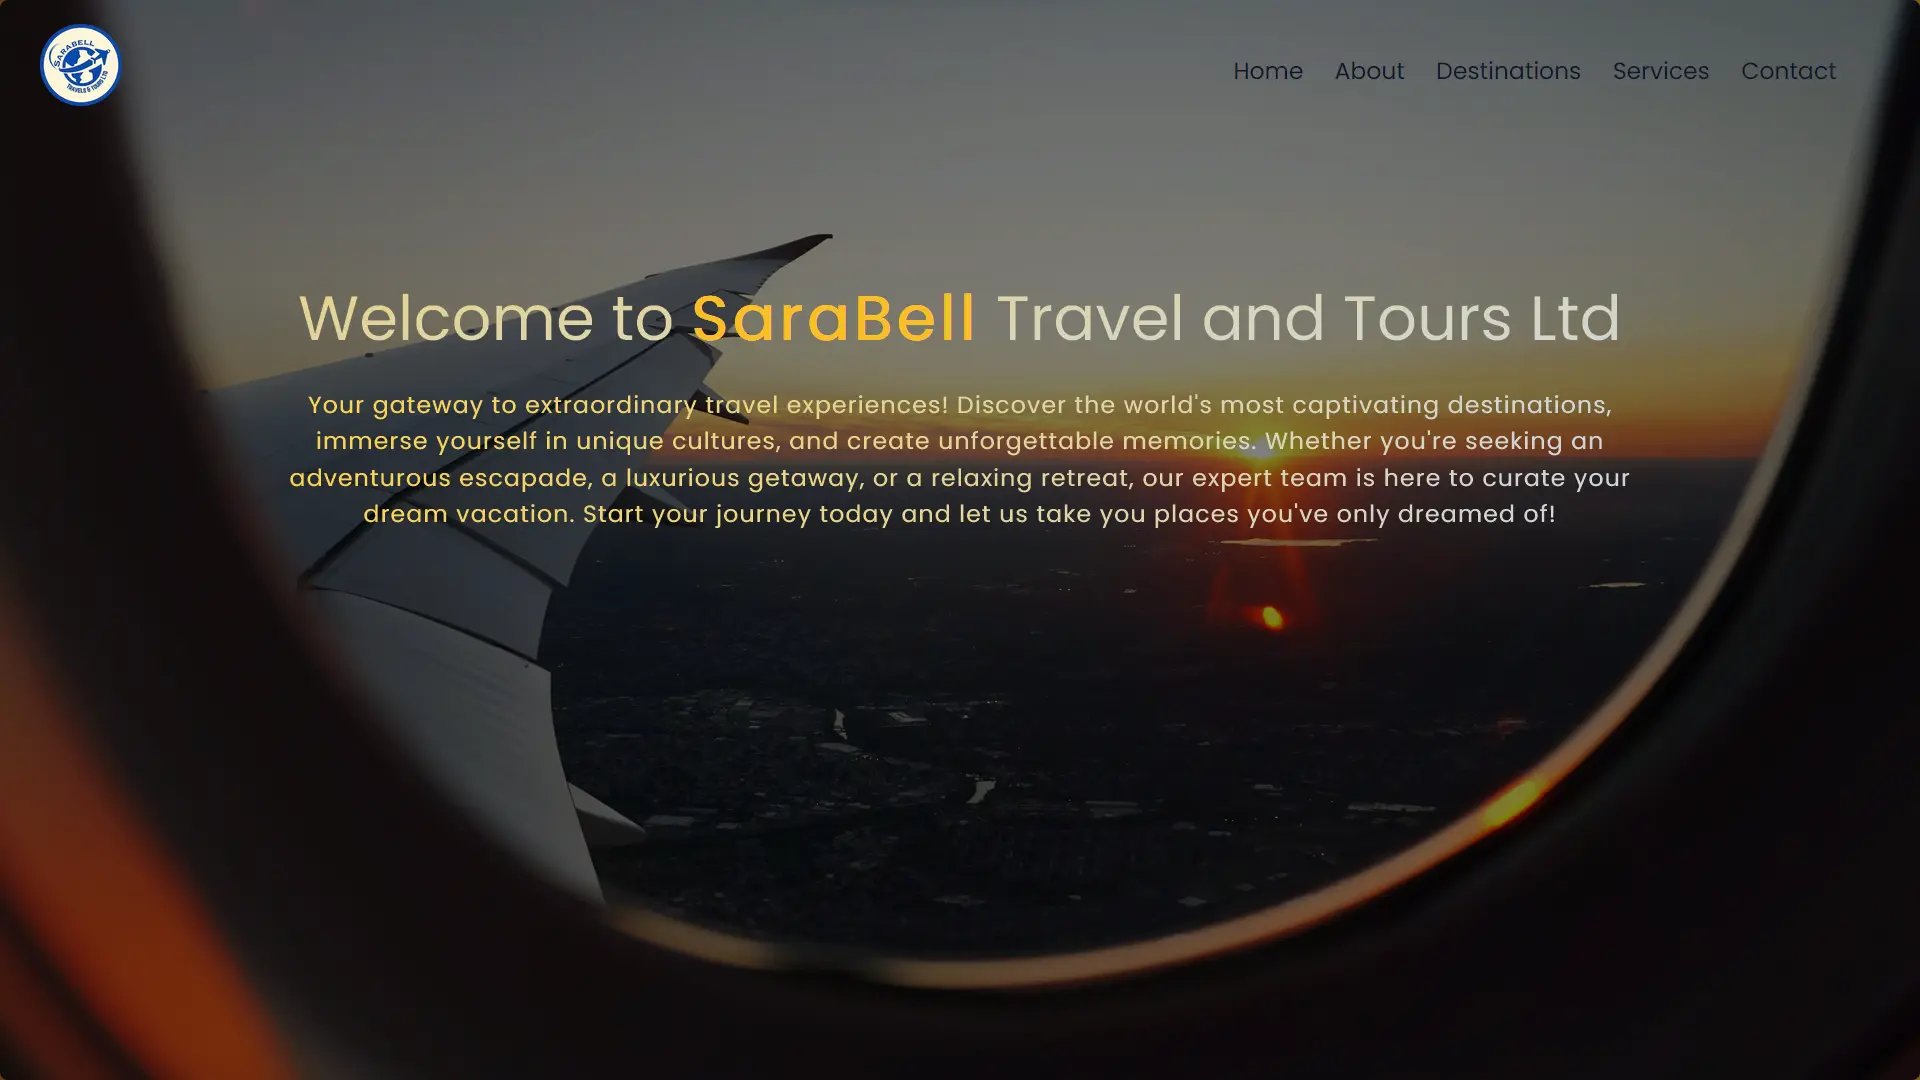 SARABELL
TRAVELS & TOURS LTD
Home About Destinations Services Contact
Welcome to SaraBell Travel and Tours Ltd
Your gateway to extraordinary travel experiences! Discover the world's most captivating destinations,
immerse yourself in unique cultures, and create unforgettable memories. Whether you're seeking an
adventurous escapade, a luxurious getaway, or a relaxing retreat, our expert team is here to curate your
dream vacation. Start your journey today and let us take you places you've only dreamed of!